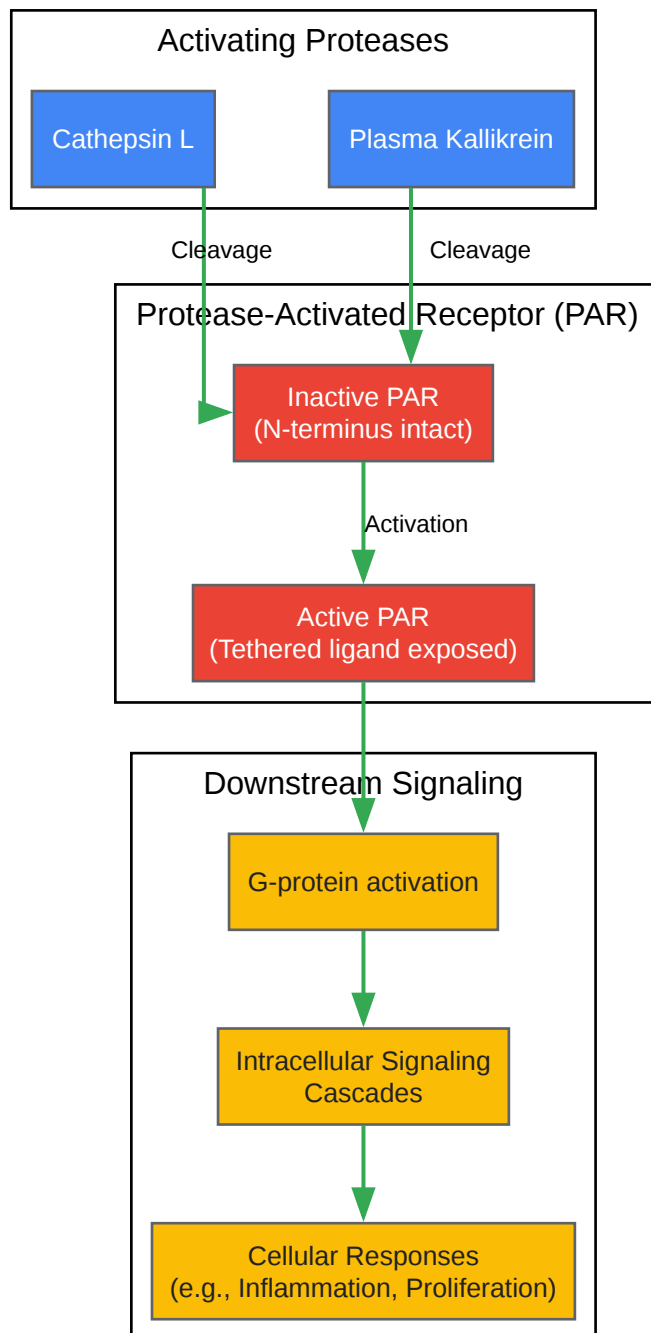 Activating Proteases
Cathepsin L
Plasma Kallikrein
Cleavage
Cleavage
Protease-Activated Receptor (PAR)
Inactive PAR
(N-terminus intact)
Activation
Active PAR
(Tethered ligand exposed)
Downstream Signaling
G-protein activation
Intracellular Signaling
Cascades
Cellular Responses
(e.g., Inflammation, Proliferation)